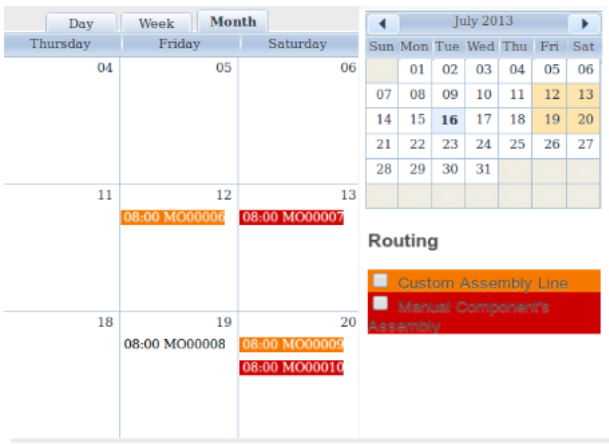 Day Week Month
Thursday Friday Saturday
04 05 06
11 12 13
08:00 MO00006 08:00 MO00007
18 19 20
08:00 MO00008 08:00 MO00009
08:00 MO00010
July 2013
Sun Mon Tue Wed Thu Fri Sat
01 02 03 04 05 06
07 08 09 10 11 12 13
14 15 16 17 18 19 20
21 22 23 24 25 26 27
28 29 30 31
Routing
Custom Assembly Line
Manual Component's
Assembly